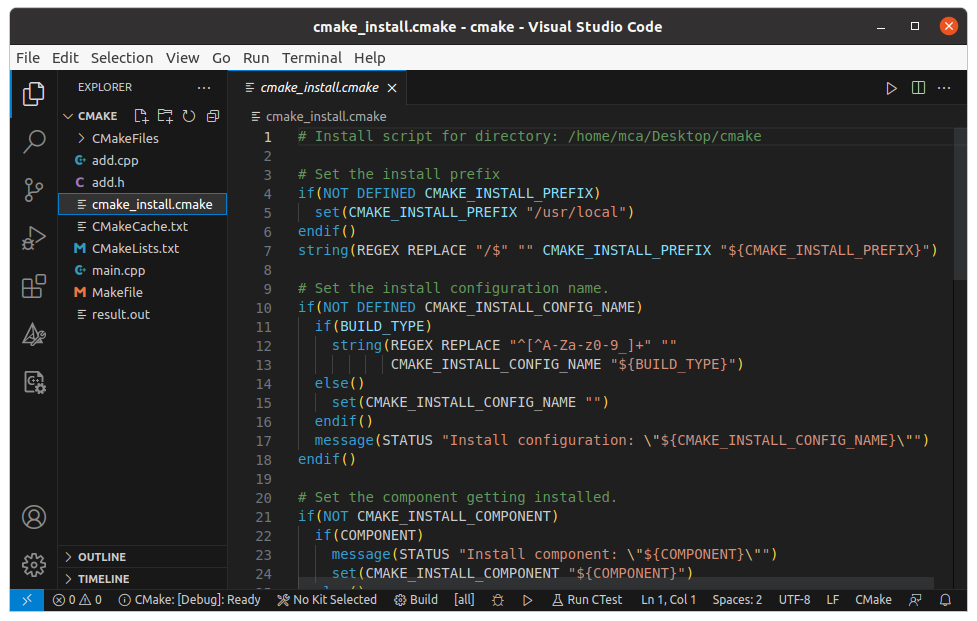 cmake_install.cmake - cmake - Visual Studio Code
File Edit Selection View Go Run Terminal Help
EXPLORER
CMAKE
CMakeFiles
add.cpp
add.h
cmake_install.cmake
CMakeCache.txt
CMakeLists.txt
main.cpp
Makefile
result.out
OUTLINE
TIMELINE
cmake_install.cmake
cmake_install.cmake
1 # Install script for directory: /home/mca/Desktop/cmake
2
3 # Set the install prefix
4 if(NOT DEFINED CMAKE_INSTALL_PREFIX)
5 set(CMAKE_INSTALL_PREFIX "/usr/local")
6 endif()
7 string(REGEX REPLACE "/$" "" CMAKE_INSTALL_PREFIX "${CMAKE_INSTALL_PREFIX}")
8
9 # Set the install configuration name.
10 if(NOT DEFINED CMAKE_INSTALL_CONFIG_NAME)
11 if(BUILD_TYPE)
12 string(REGEX REPLACE "^[^A-Za-z0-9_]+" ""
13 CMAKE_INSTALL_CONFIG_NAME "${BUILD_TYPE}")
14 else()
15 set(CMAKE_INSTALL_CONFIG_NAME "")
16 endif()
17 message(STATUS "Install configuration: \"${CMAKE_INSTALL_CONFIG_NAME}\"")
18 endif()
19
20 # Set the component getting installed.
21 if(NOT CMAKE_INSTALL_COMPONENT)
22 if(COMPONENT)
23 message(STATUS "Install component: \"${COMPONENT}\"")
24 set(CMAKE_INSTALL_COMPONENT "${COMPONENT}")
0 0 CMake: [Debug]: Ready No Kit Selected Build [all] Run CTest Ln 1, Col 1 Spaces: 2 UTF-8 LF CMake